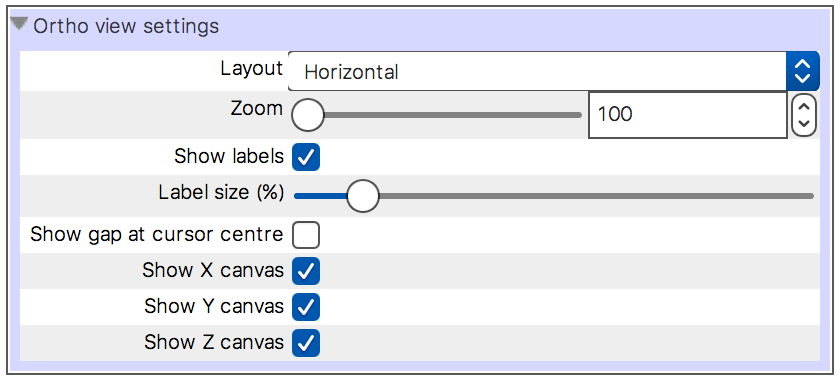 Ortho view settings
Layout Horizontal
Zoom 100
Show labels
Label size (%)
Show gap at cursor centre
Show X canvas
Show Y canvas
Show Z canvas